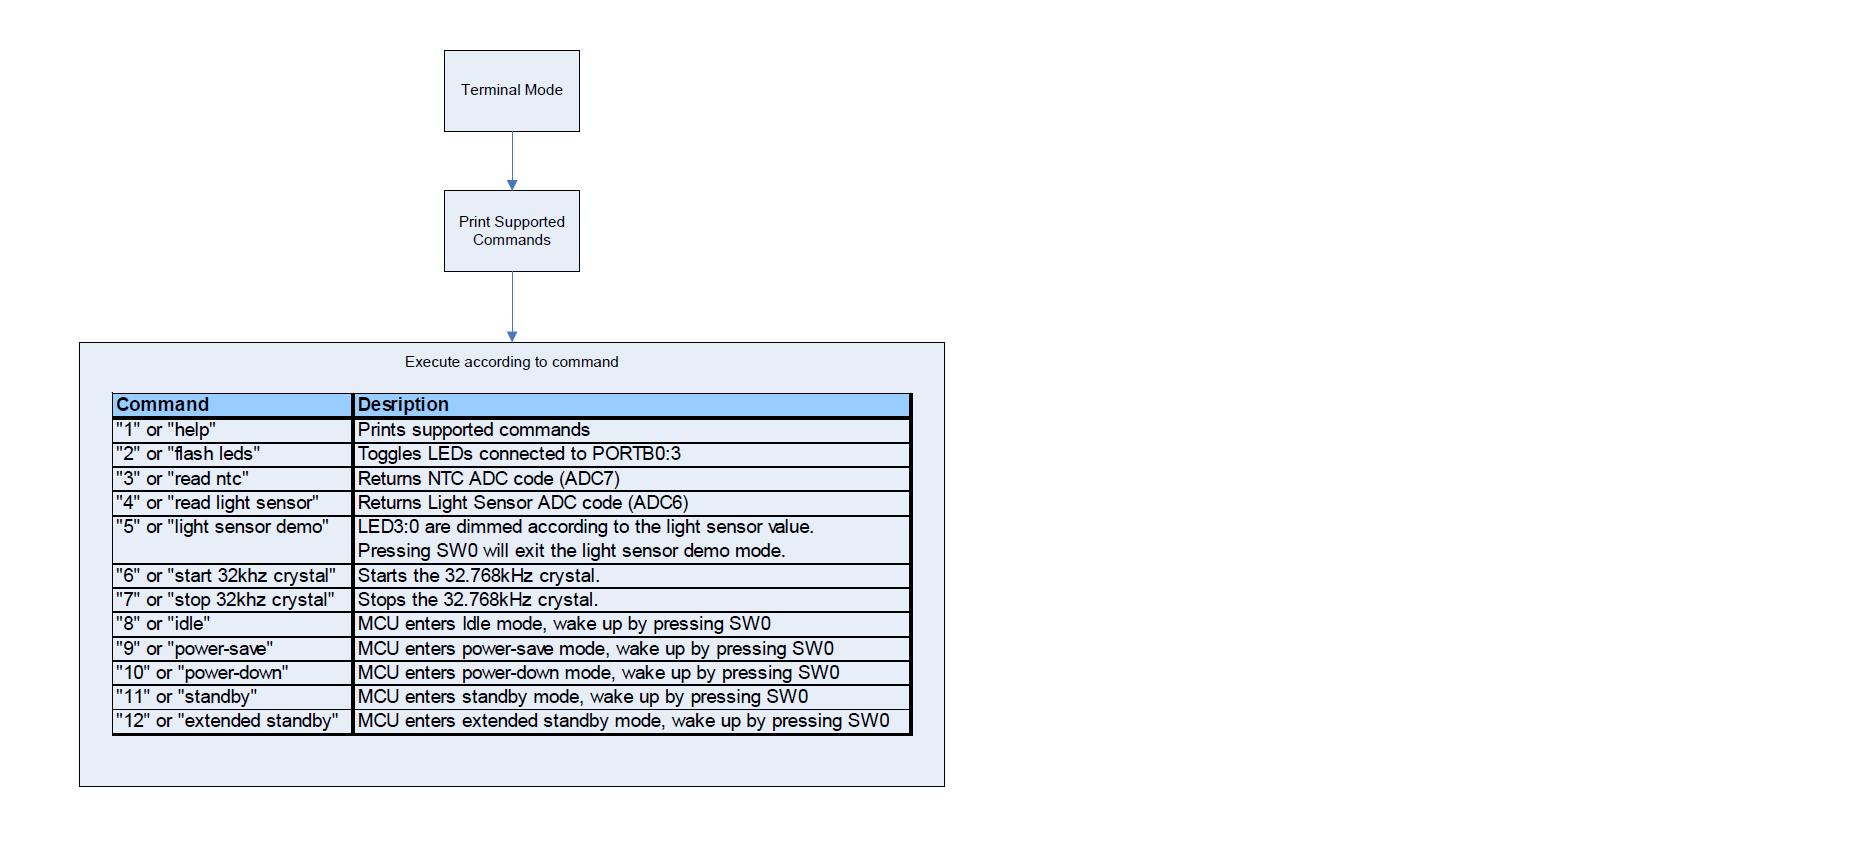 Terminal Mode
Print Supported
Commands
Execute according to command
Command Desription
"1" or "help" Prints supported commands
"2" or "flash leds" Toggles LEDs connected to PORTB0:3
"3" or "read ntc" Returns NTC ADC code (ADC7)
"4" or "read light sensor" Returns Light Sensor ADC code (ADC6)
"5" or "light sensor demo" LED3:0 are dimmed according to the light sensor value.
Pressing SW0 will exit the light sensor demo mode.
"6" or "start 32khz crystal" Starts the 32.768kHz crystal.
"7" or "stop 32khz crystal" Stops the 32.768kHz crystal.
"8" or "idle" MCU enters Idle mode, wake up by pressing SW0
"9" or "power-save" MCU enters power-save mode, wake up by pressing SW0
"10" or "power-down" MCU enters power-down mode, wake up by pressing SW0
"11" or "standby" MCU enters standby mode, wake up by pressing SW0
"12" or "extended standby" MCU enters extended standby mode, wake up by pressing SW0